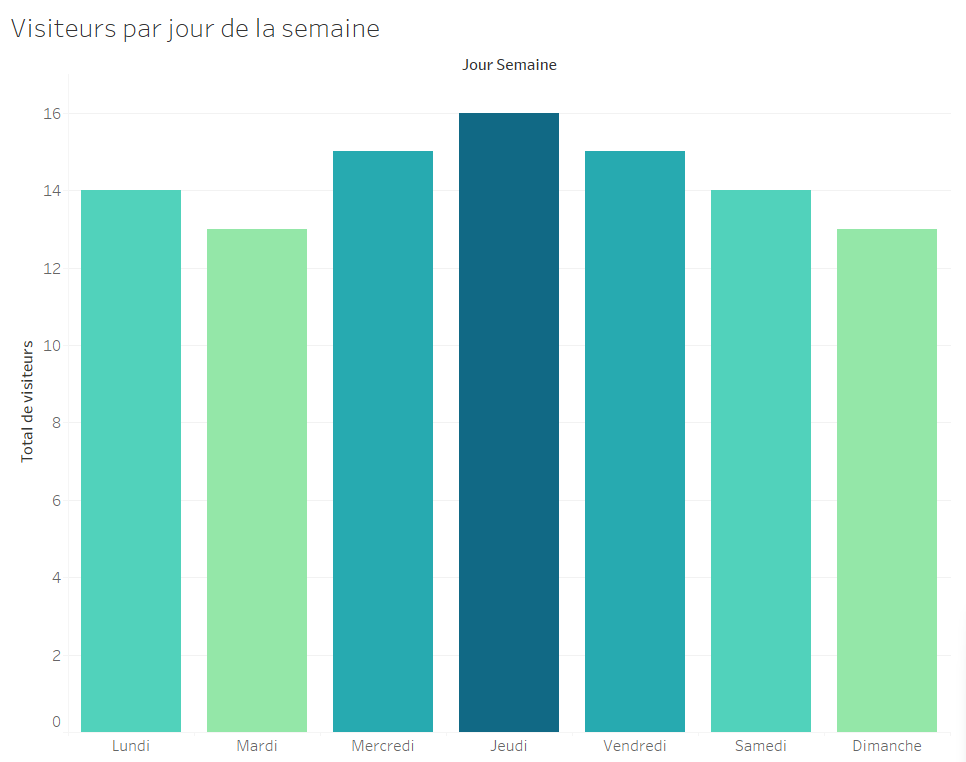 Visiteurs par jour de la semaine
Jour Semaine
Total de visiteurs
16
14
12
10
8
6
4
2
0
Lundi Mardi Mercredi Jeudi Vendredi Samedi Dimanche